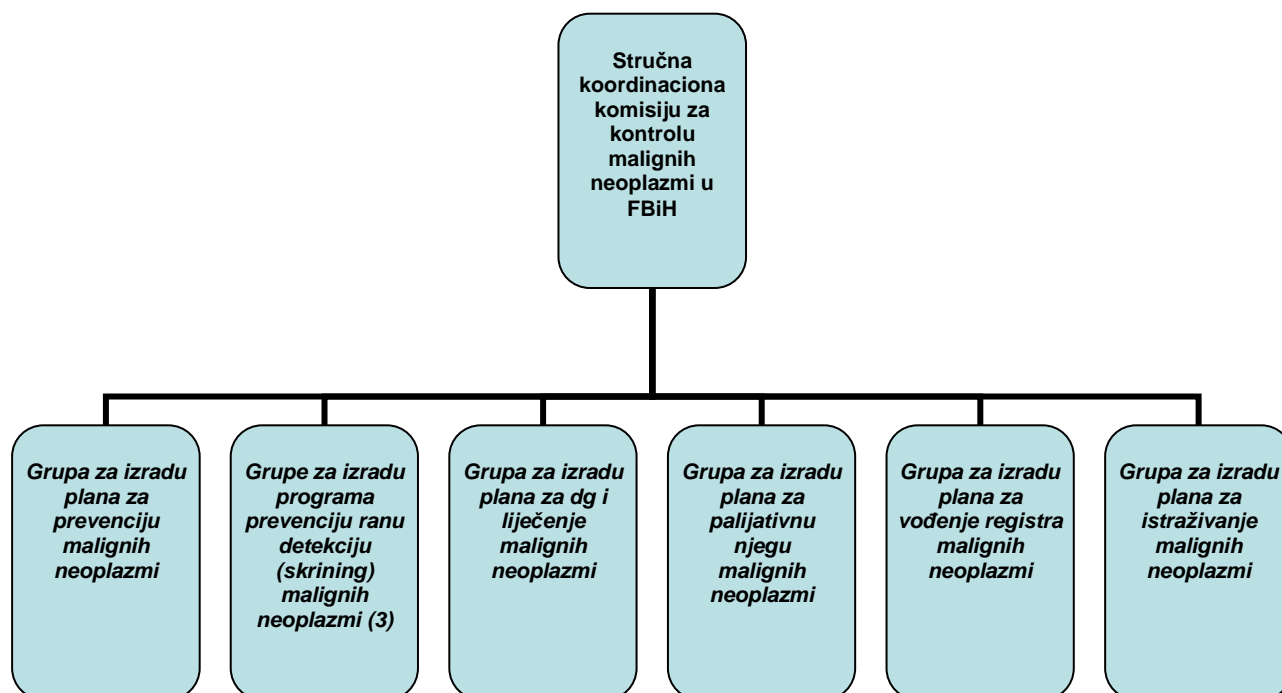 Stručna
koordinaciona
komisiju za
kontrolu
malignih
neoplazmi u
FBiH
Grupa za izradu
plana za
prevenciju
malignih
neoplazmi
Grupe za izradu
programa
prevenciju ranu
detekciju
(skrining)
malignih
neoplazmi (3)
Grupa za izradu
plana za dg i
liječenje
malignih
neoplazmi
Grupa za izradu
plana za
palijativnu
njegu
malignih
neoplazmi
Grupa za izradu
plana za
vođenje registra
malignih
neoplazmi
Grupa za izradu
plana za
istraživanje
malignih
neoplazmi